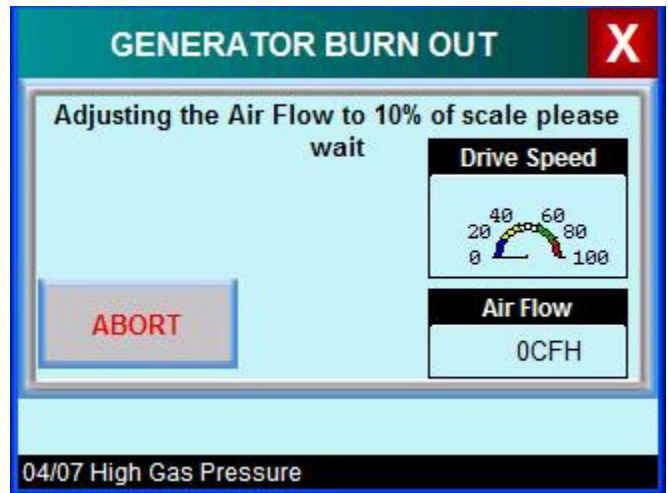 GENERATOR BURN OUT X
Adjusting the Air Flow to 10% of scale please
wait
Drive Speed
40 60
20 80
0 100
ABORT
Air Flow
0CFH
04/07 High Gas Pressure